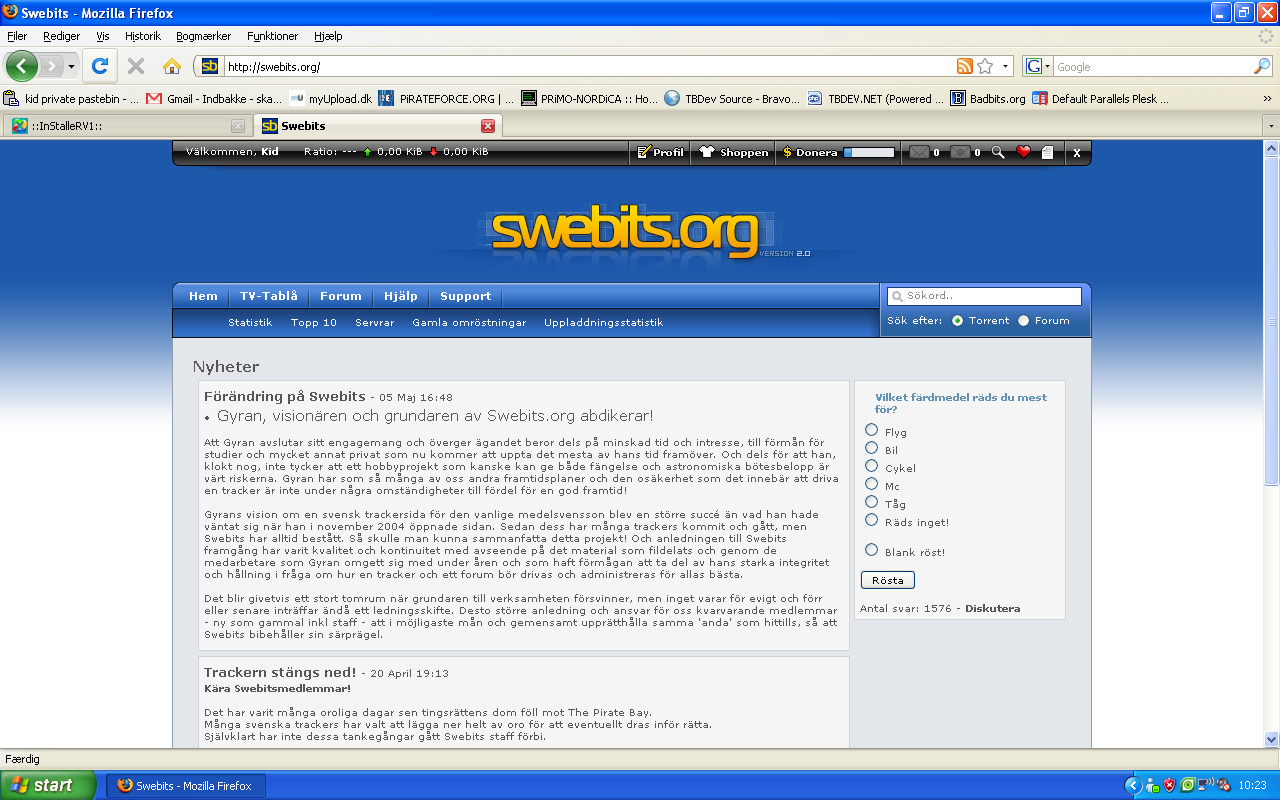 Swebits - Mozilla Firefox
Filer Rediger Vis Historik Bogmærker Funktioner Hjælp
http://swebits.org/
Google
kid private pastebin - ... Gmail - Indbakke - ska... myUpload.dk PiRATEFORCE.ORG | ... PRiMO-NORDiCA :: Ho... TBDev Source - Bravo... TBDEV.NET (Powered ... Badbits.org Default Parallels Plesk ...
::InStalleRV1::
Swebits
Välkommen, Kid Ratio: --- 0,00 KiB 0,00 KiB Profil Shoppen Donera 0 0 X
swebits.org
VERSION 2.0
Hem TV-Tablå Forum Hjälp Support
Sökord..
Statistik Topp 10 Servrar Gamla omröstningar Uppladdningsstatistik
Sök efter: Torrent Forum
Nyheter
Förändring på Swebits - 05 Maj 16:48
• Gyran, visionären och grundaren av Swebits.org abdikerar!
Att Gyran avslutar sitt engagemang och överger ägandet beror dels på minskad tid och intresse, till förmån för
studier och mycket annat privat som nu kommer att uppta det mesta av hans tid framöver. Och dels för att han,
klokt nog, inte tycker att ett hobbyprojekt som kanske kan ge både fängelse och astronomiska bötesbelopp är
värt riskerna. Gyran har som så många av oss andra framtidsplaner och den osäkerhet som det innebär att driva
en tracker är inte under några omständigheter till fördel för en god framtid!
Gyrans vision om en svensk trackersida för den vanlige medelsvensson blev en större succé än vad han hade
väntat sig när han i november 2004 öppnade sidan. Sedan dess har många trackers kommit och gått, men
Swebits har alltid bestått. Så skulle man kunna sammanfatta detta projekt! Och anledningen till Swebits
framgång har varit kvalitet och kontinuitet med avseende på det material som fildelats och genom de
medarbetare som Gyran omgett sig med under åren och som haft förmågan att ta del av hans starka integritet
och hållning i fråga om hur en tracker och ett forum bör drivas och administreras för allas bästa.
Det blir givetvis ett stort tomrum när grundaren till verksamheten försvinner, men inget varar för evigt och förr
eller senare inträffar ändå ett ledningsskifte. Desto större anledning och ansvar för oss kvarvarande medlemmar
- ny som gammal inkl staff - att i möjligaste mån och gemensamt upprätthålla samma 'anda' som hittills, så att
Swebits bibehåller sin särprägel.
Vilket färdmedel räds du mest
för?
Flyg
Bil
Cykel
Mc
Tåg
Räds inget!
Blank röst!
Rösta
Antal svar: 1576 - Diskutera
Trackern stängs ned! - 20 April 19:13
Kära Swebitsmedlemmar!
Det har varit många oroliga dagar sen tingsrättens dom föll mot The Pirate Bay.
Många svenska trackers har valt att lägga ner helt av oro för att eventuellt dras inför rätta.
Självklart har inte dessa tankegångar gått Swebits staff förbi.
Færdig
start
Swebits - Mozilla Firefox
10:23